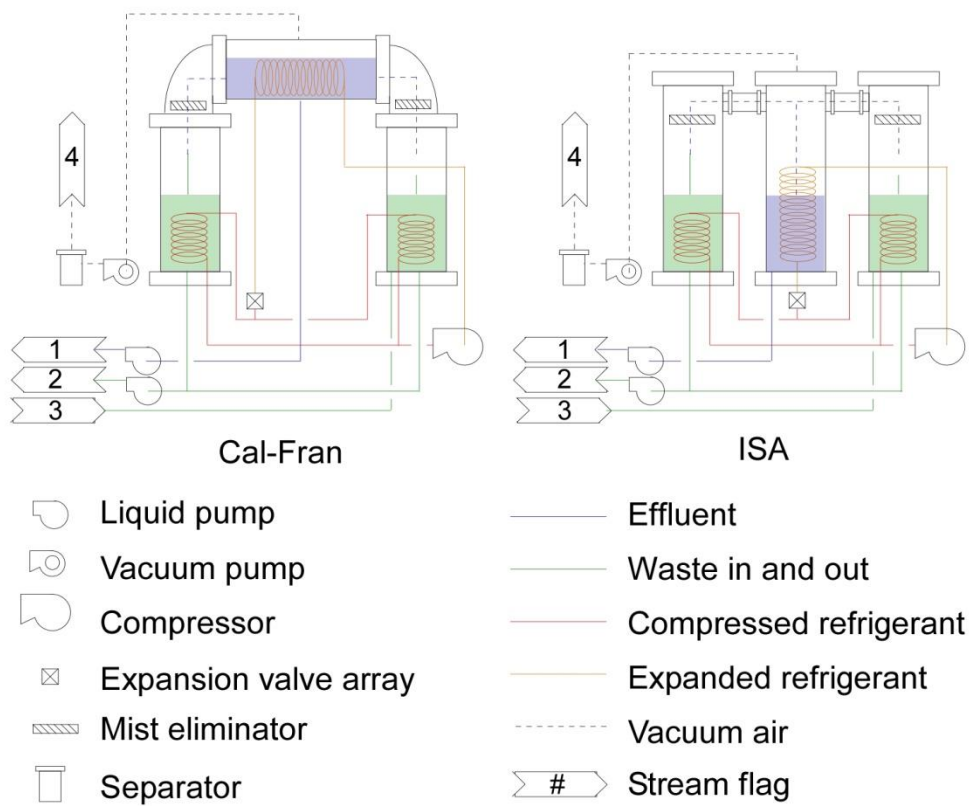 4
4
1
2
3
1
2
3
Cal-Fran
ISA
Liquid pump
Effluent
Vacuum pump
Waste in and out
Compressor
Compressed refrigerant
Expansion valve array
Expanded refrigerant
Mist eliminator
Vacuum air
Separator
# Stream flag